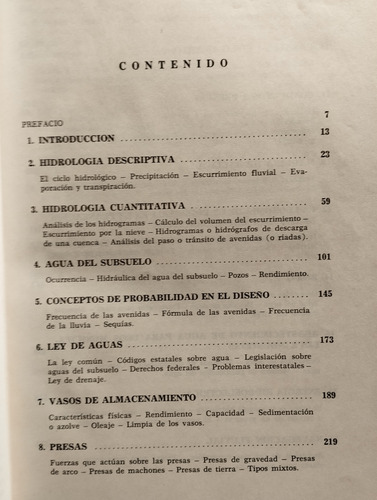 CONTENIDO
PREFACIO 7
1. INTRODUCCION 13
2. HIDROLOGIA DESCRIPTIVA 23
El ciclo hidrológico – Precipitación – Escurrimiento fluvial – Eva-
poración y transpiración.
3. HIDROLOGIA CUANTITATIVA 59
Análisis de los hidrogramas – Cálculo del volumen del escurrimiento –
Escurrimiento por la nieve – Hidrogramas o hidrógrafos de descarga
de una cuenca – Análisis del paso o tránsito de avenidas (o riadas).
4. AGUA DEL SUBSUELO 101
Ocurrencia – Hidráulica del agua del subsuelo – Pozos – Rendimiento.
5. CONCEPTOS DE PROBABILIDAD EN EL DISEÑO 145
Frecuencia de las avenidas – Fórmula de las avenidas – Frecuencia
de la lluvia – Sequías.
6. LEY DE AGUAS 173
La ley común – Códigos estatales sobre agua – Legislación sobre
aguas del subsuelo – Derechos federales – Problemas interestatales –
Ley de drenaje.
7. VASOS DE ALMACENAMIENTO 189
Características físicas – Rendimiento – Capacidad – Sedimentación
o azolve – Oleaje – Limpia de los vasos.
8. PRESAS 219
Fuerzas que actúan sobre las presas – Presas de gravedad – Presas
de arco – Presas de machones – Presas de tierra – Tipos mixtos.